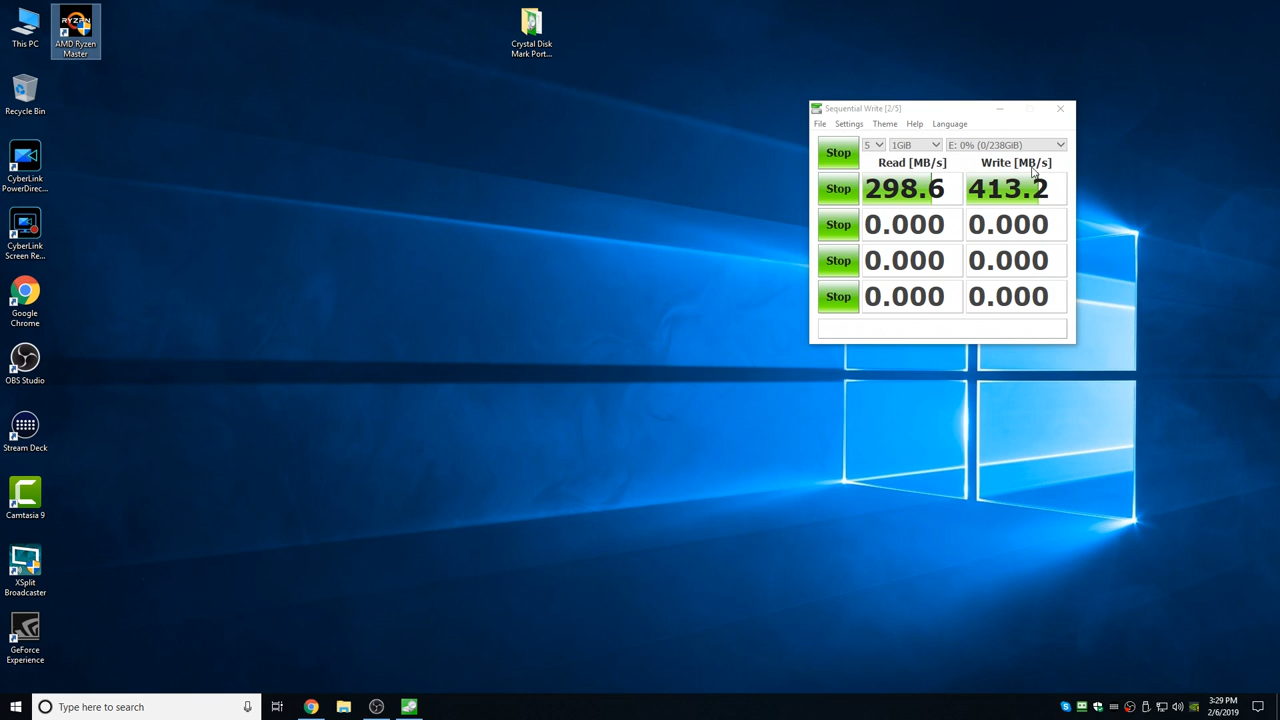 This PC
RYZEN
AMD Ryzen
Master
Crystal Disk
Mark Port...
Recycle Bin
CyberLink
PowerDirec...
CyberLink
Screen Re...
Google
Chrome
OBS Studio
Stream Deck
Camtasia 9
XSplit
Broadcaster
GeForce
Experience
Sequential Write [2/5]
File Settings Theme Help Language
Stop 5 1GiB E: 0% (0/238GiB)
Read [MB/s] Write [MB/s]
Stop 298.6 413.2
Stop 0.000 0.000
Stop 0.000 0.000
Stop 0.000 0.000
Type here to search
3:29 PM
2/6/2019